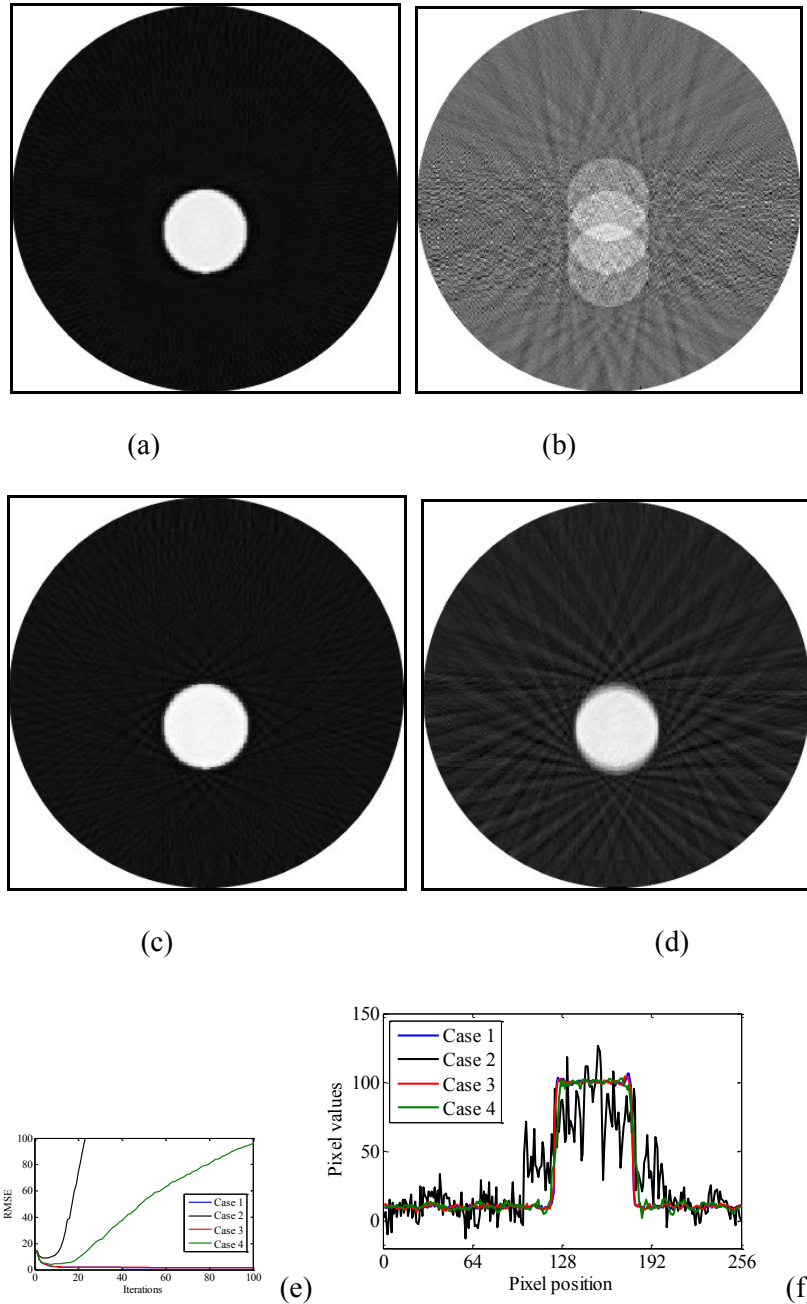 (a)
(b)
(c)
(d)
100
80
60
40
20
0
RMSE
Case 1
Case 2
Case 3
Case 4
0 20 40 60 80 100
Iterations
(e)
150
100
50
0
Pixel values
Case 1
Case 2
Case 3
Case 4
0 64 128 192 256
Pixel position
(f